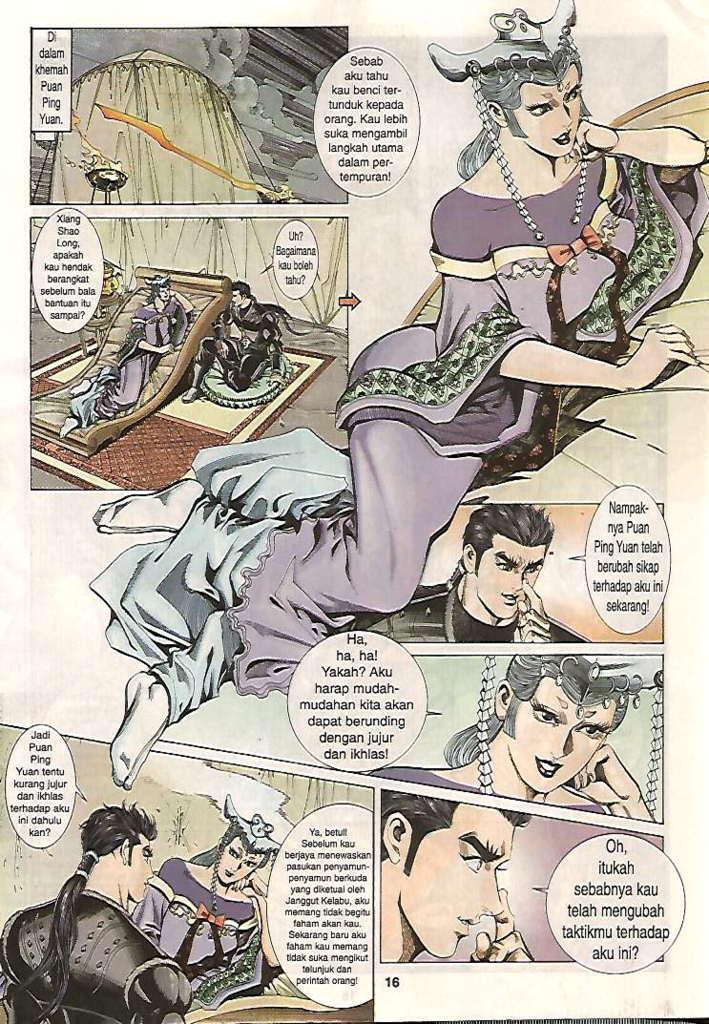 Di
dalam
khemah
Puan
Ping
Yuan.
Xiang
Shao
Long,
apakah
kau hendak
berangkat
sebelum bala
bantuan itu
sampai?
Uh?
Bagaimana
kau boleh
tahu?
Sebab
aku tahu
kau benci ter-
tunduk kepada
orang. Kau lebih
suka mengambil
langkah utama
dalam per-
tempuran!
Nampak-
nya Puan
Ping Yuan telah
berubah sikap
terhadap aku ini
sekarang!
Ha,
ha, ha!
Yakah? Aku
harap mudah-
mudahan kita akan
dapat berunding
dengan jujur
dan ikhlas!
Jadi
Puan
Ping
Yuan tentu
kurang jujur
dan ikhlas
terhadap aku
ini dahulu
kan?
Ya, betul!
Sebelum kau
berjaya menewaskan
pasukan penyamun-
penyamun berkuda
yang diketuai oleh
Janggut Kelabu, aku
memang tidak begitu
faham akan kau.
Sekarang baru aku
faham kau memang
tidak suka mengikut
telunjuk dan
perintah orang!
Oh,
itukah
sebabnya kau
telah mengubah
taktikmu terhadap
aku ini?
16